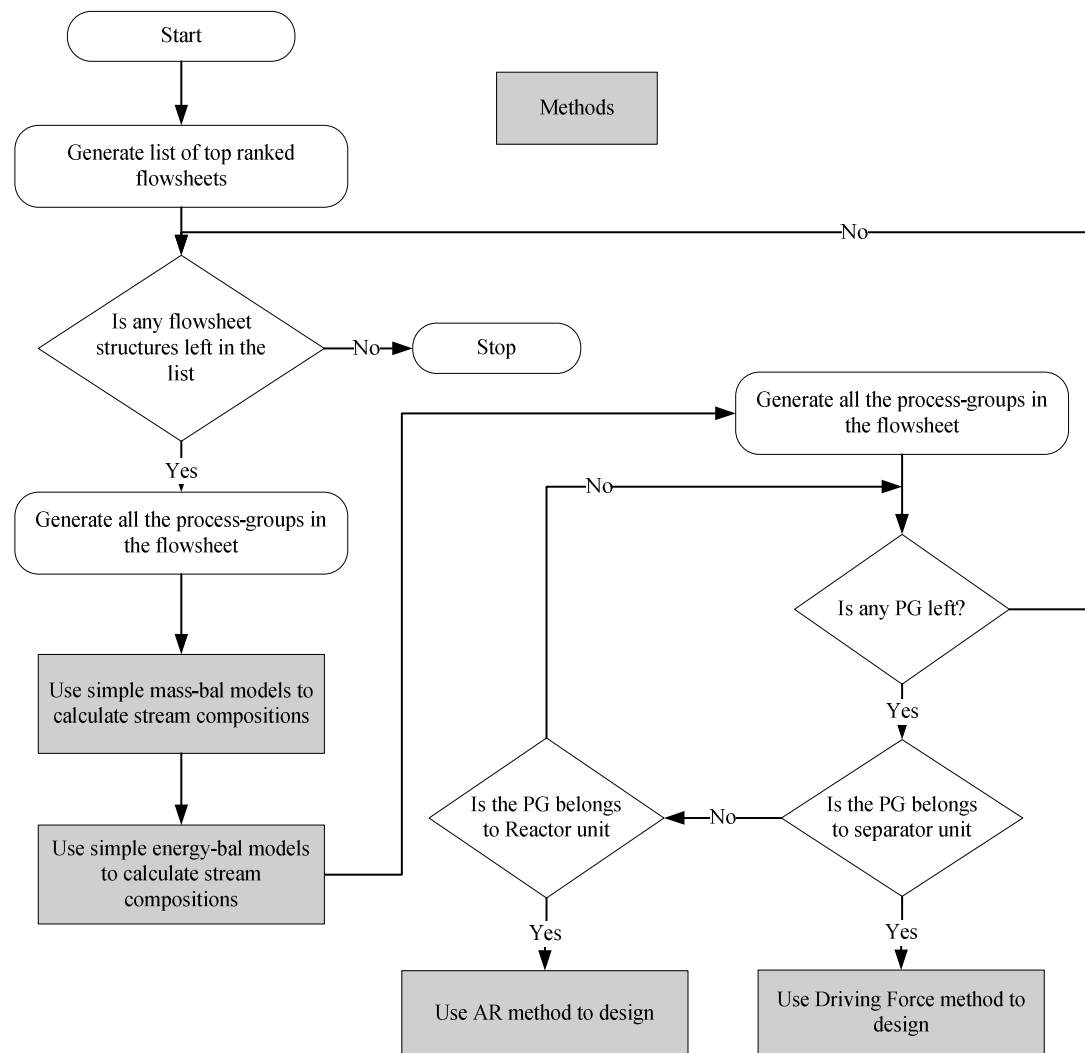 Start
Methods
Generate list of top ranked
flowsheets
No
Is any flowsheet
structures left in the
list
No
Stop
Yes
Generate all the process-groups in
the flowsheet
Use simple mass-bal models to
calculate stream compositions
Use simple energy-bal models
to calculate stream
compositions
Generate all the process-groups in
the flowsheet
No
Is any PG left?
Yes
Is the PG belongs
to separator unit
No
Is the PG belongs
to Reactor unit
Yes
Use AR method to design
Yes
Use Driving Force method to
design